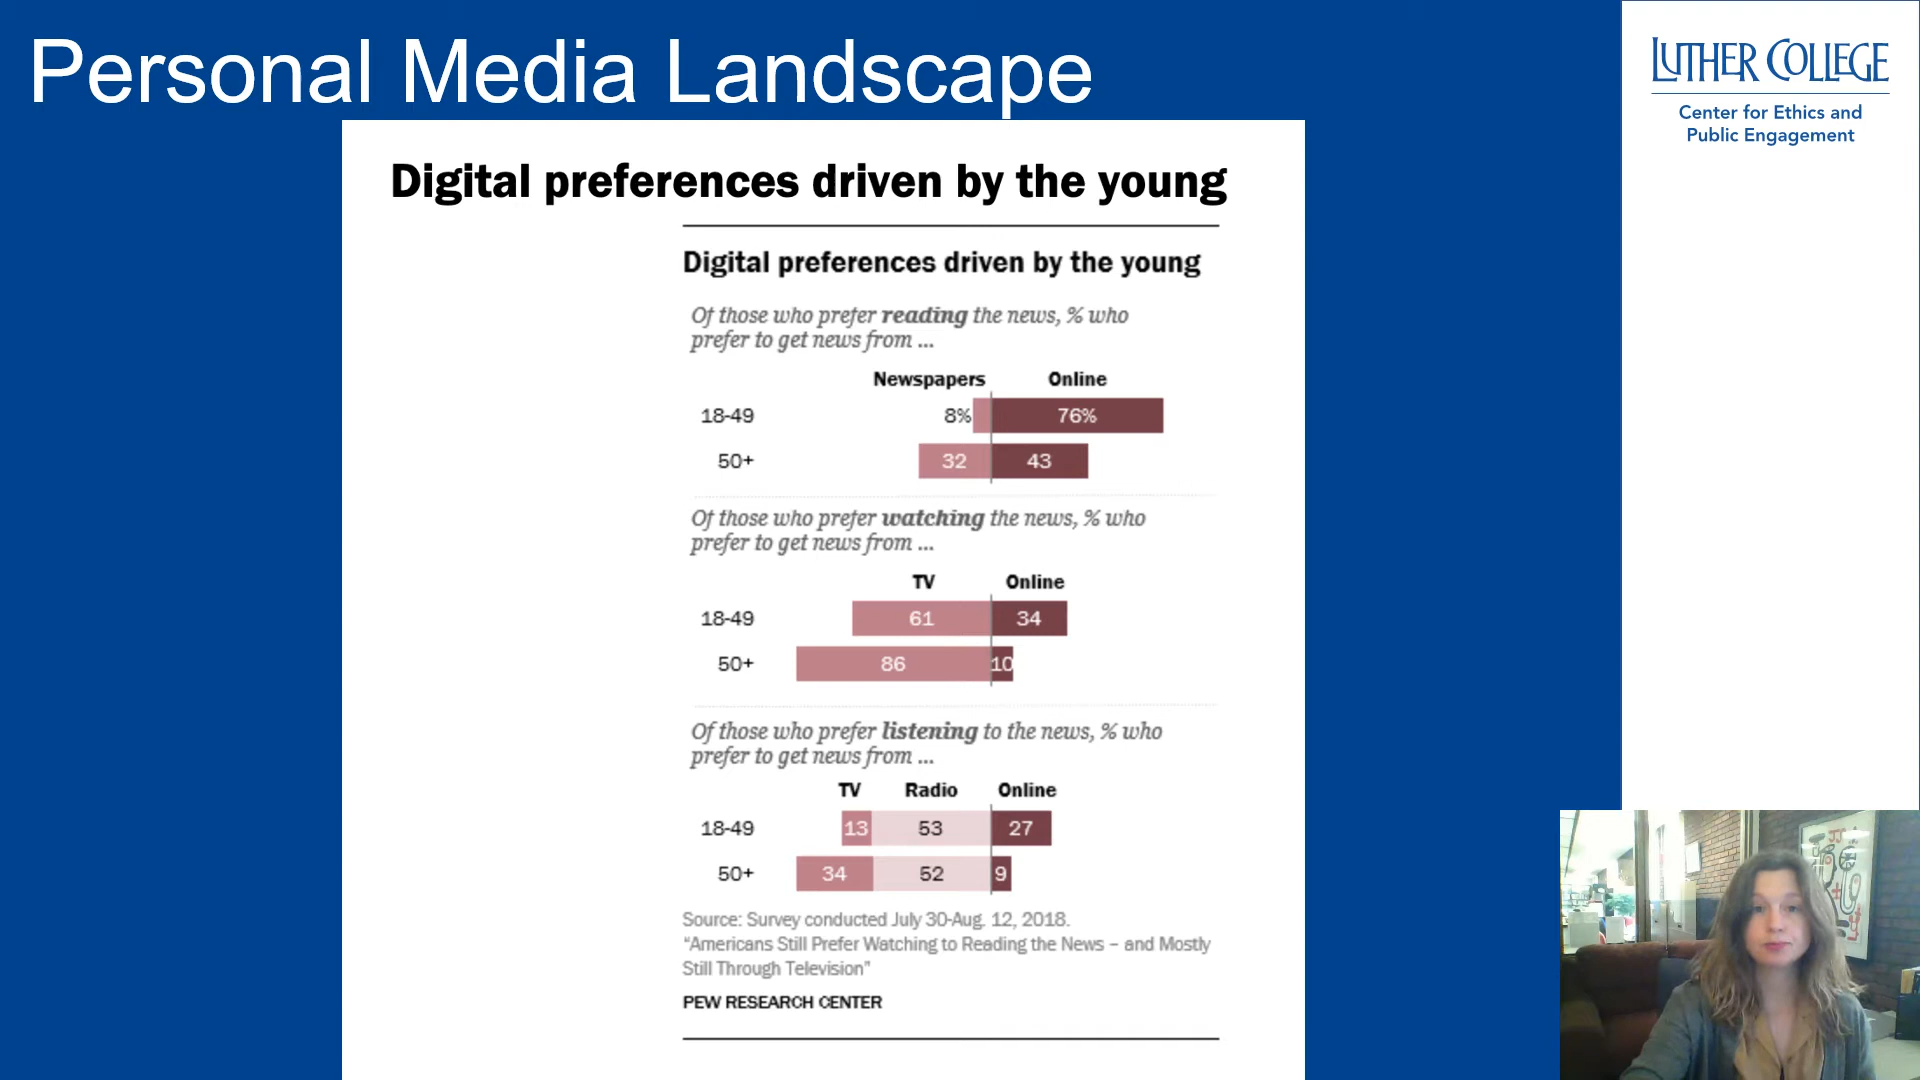 Personal Media Landscape
LUTHER COLLEGE
Center for Ethics and
Public Engagement
Digital preferences driven by the young
Digital preferences driven by the young
Of those who prefer reading the news, % who
prefer to get news from ...
Newspapers Online
18-49 8% 76%
50+ 32 43
Of those who prefer watching the news, % who
prefer to get news from ...
TV Online
18-49 61 34
50+ 86 10
Of those who prefer listening to the news, % who
prefer to get news from ...
TV Radio Online
18-49 13 53 27
50+ 34 52 9
Source: Survey conducted July 30-Aug. 12, 2018.
“Americans Still Prefer Watching to Reading the News – and Mostly
Still Through Television”
PEW RESEARCH CENTER